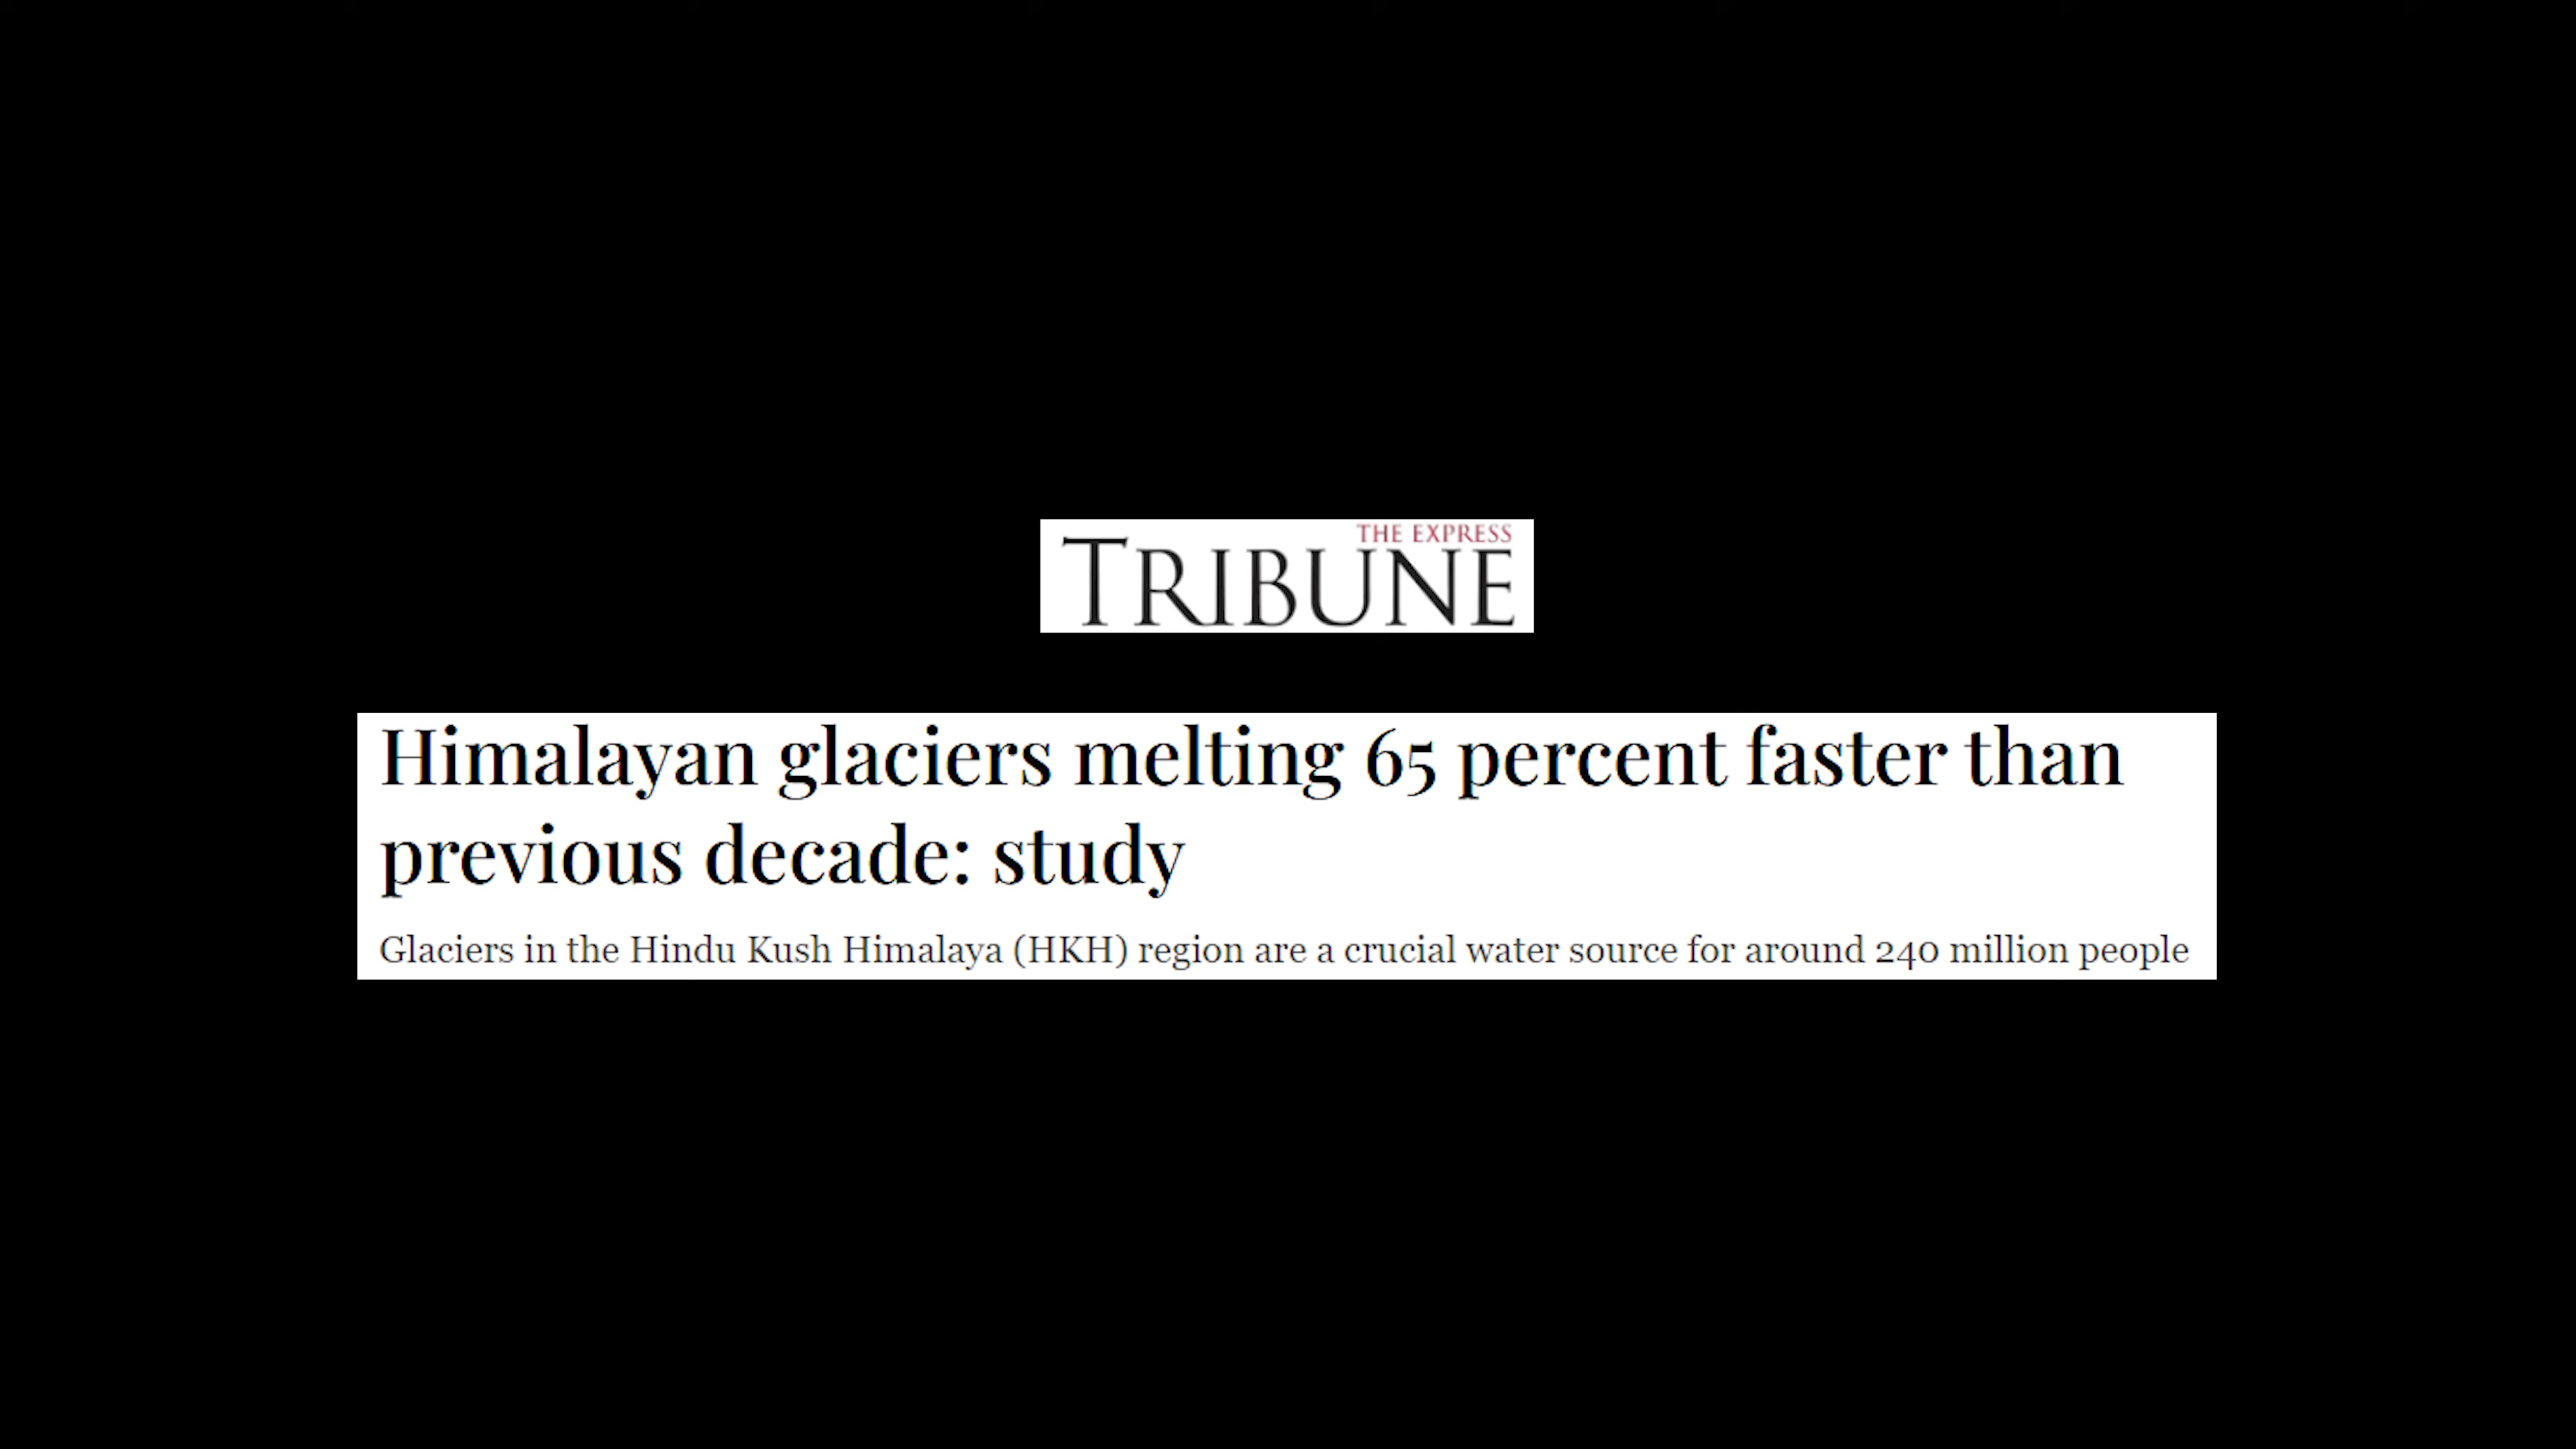 THE EXPRESS
TRIBUNE
Himalayan glaciers melting 65 percent faster than
previous decade: study
Glaciers in the Hindu Kush Himalaya (HKH) region are a crucial water source for around 240 million people